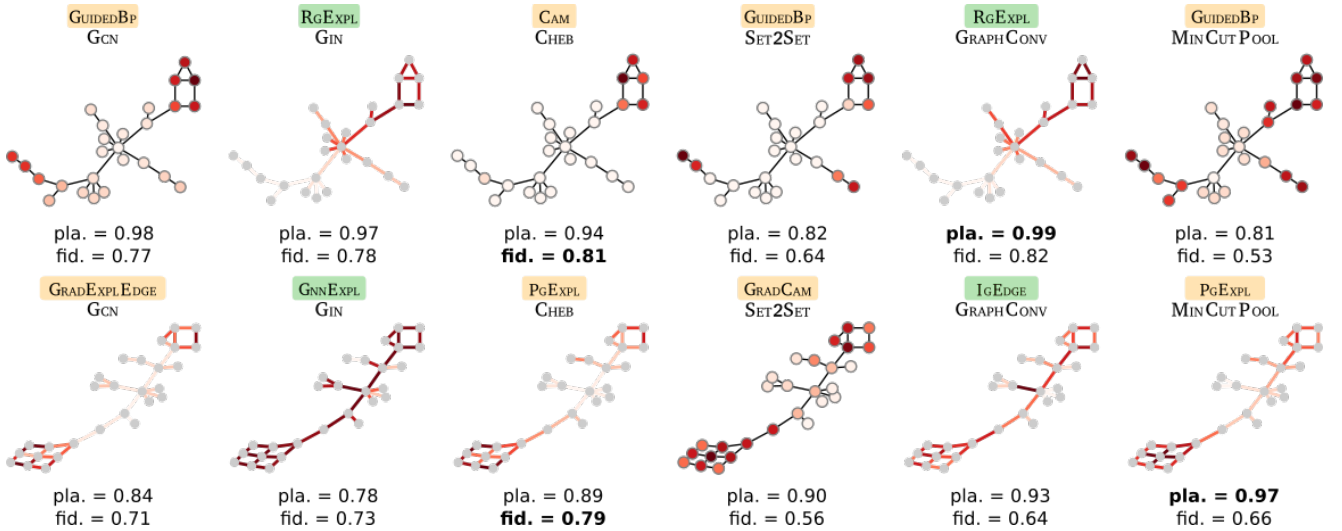 GUIDEDBP RGEXPL CAM GUIDEDBP RGEXPL GUIDEDBP
GCN GIN CHEB SET2SET GRAPHCONV MINCUTPOOL
pla. = 0.98 pla. = 0.97 pla. = 0.94 pla. = 0.82 pla. = 0.99 pla. = 0.81
fid. = 0.77 fid. = 0.78 fid. = 0.81 fid. = 0.64 fid. = 0.82 fid. = 0.53
GRADEXPLEDGE GNNEXPL PGEXPL GRADCAM IGEDGE PGEXPL
GCN GIN CHEB SET2SET GRAPHCONV MINCUTPOOL
pla. = 0.84 pla. = 0.78 pla. = 0.89 pla. = 0.90 pla. = 0.93 pla. = 0.97
fid. = 0.71 fid. = 0.73 fid. = 0.79 fid. = 0.56 fid. = 0.64 fid. = 0.66